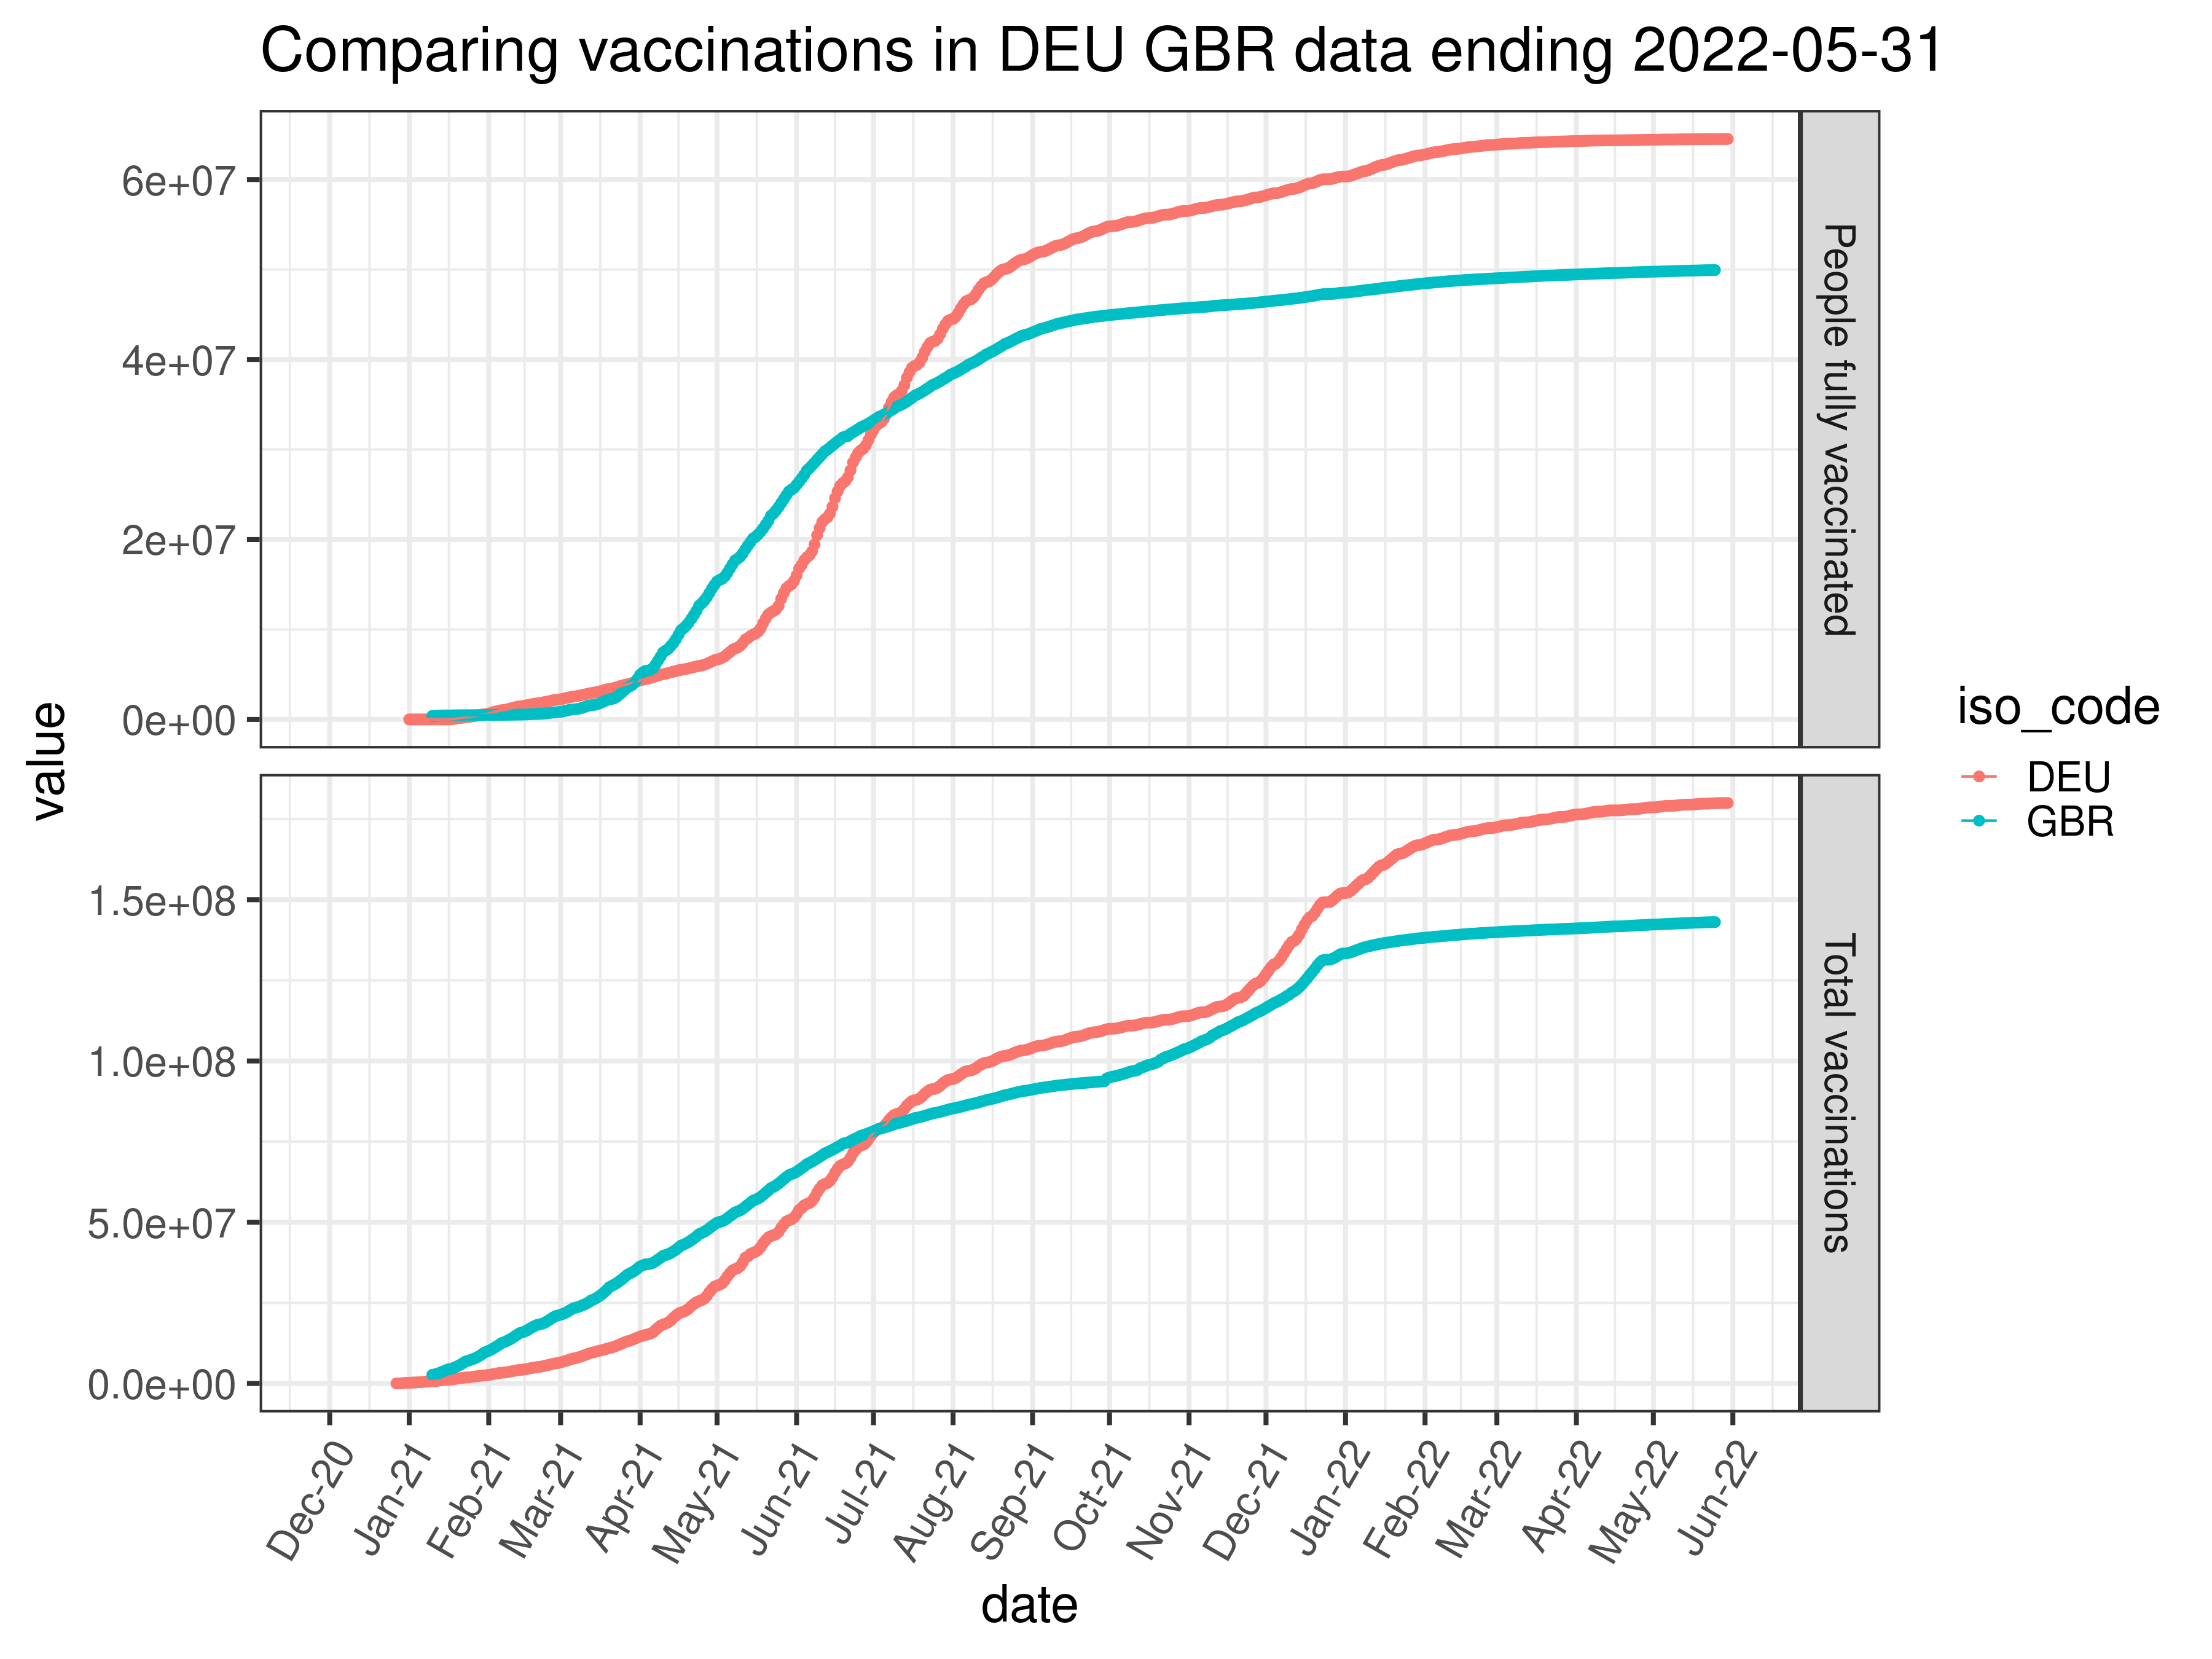 Comparing vaccinations in DEU GBR data ending 2022-05-31
value
6e+07
4e+07
2e+07
0e+00
People fully vaccinated
1.5e+08
1.0e+08
5.0e+07
0.0e+00
Total vaccinations
Dec-20
Jan-21
Feb-21
Mar-21
Apr-21
May-21
Jun-21
Jul-21
Aug-21
Sep-21
Oct-21
Nov-21
Dec-21
Jan-22
Feb-22
Mar-22
Apr-22
May-22
Jun-22
date
iso_code
DEU
GBR